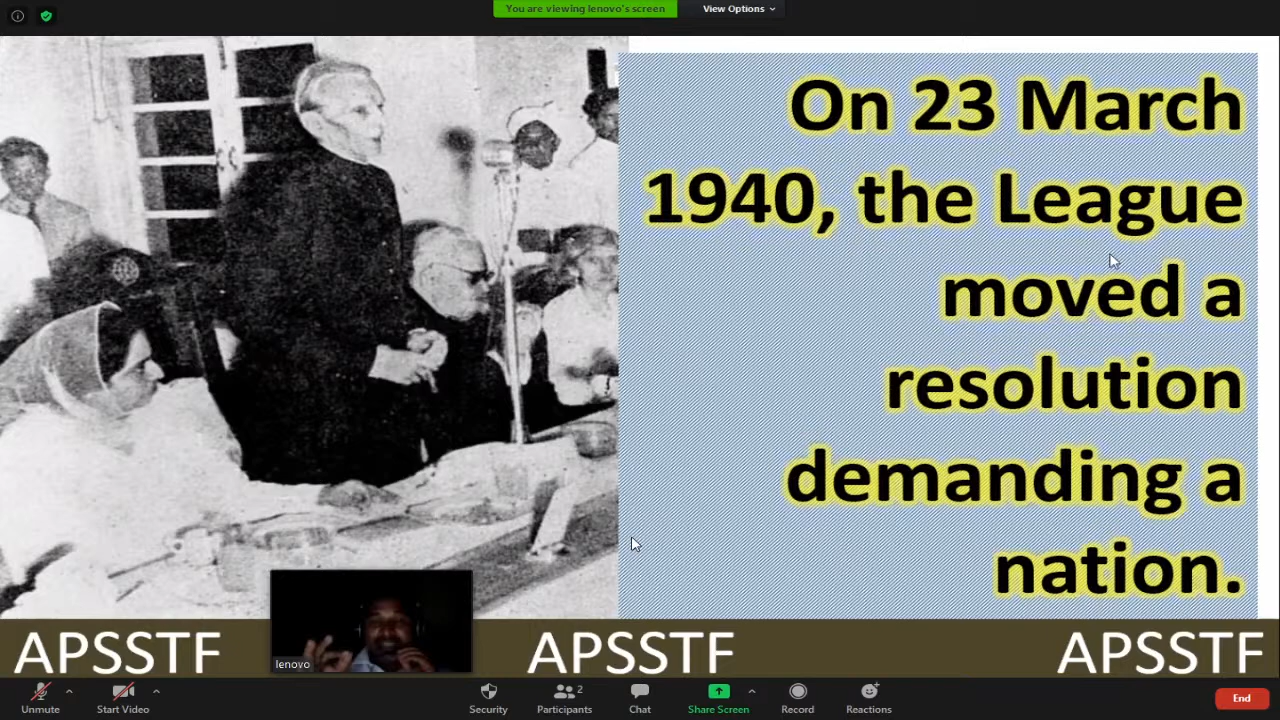 You are viewing lenovo's screen
View Options
On 23 March
1940, the League
moved a
resolution
demanding a
nation.
APSSTF
APSSTF
APSSTF
lenovo
Unmute
Start Video
Security
2
Participants
Chat
Share Screen
Record
Reactions
End